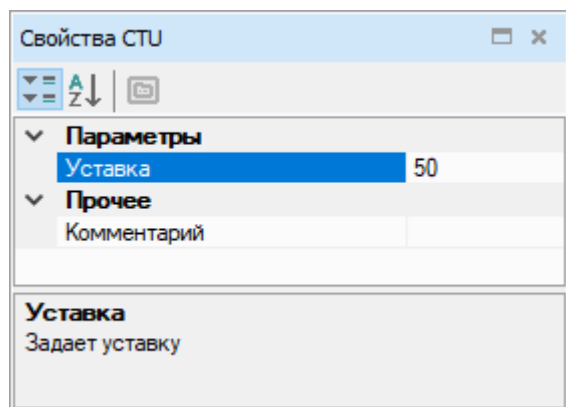 Свойства CTU
Параметры
Уставка 50
Прочее
Комментарий
Уставка
Задает уставку